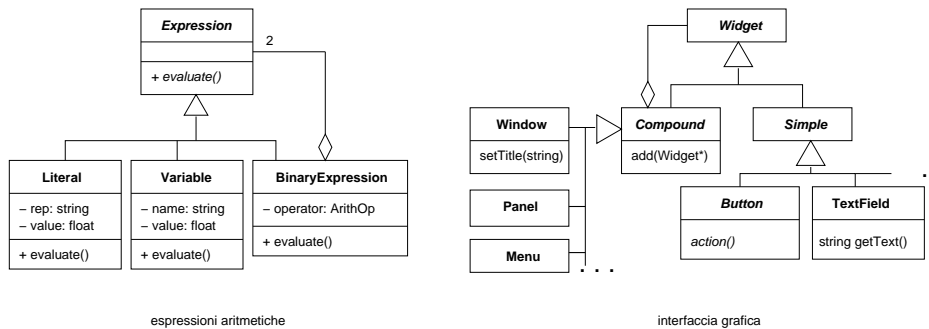 Expression
2
+ evaluate()
Literal
– rep: string
– value: float
+ evaluate()
Variable
– name: string
– value: float
+ evaluate()
BinaryExpression
– operator: ArithOp
+ evaluate()
espressioni aritmetiche
Widget
Window
setTitle(string)
Compound
add(Widget*)
Simple
Panel
Menu
. . .
Button
action()
TextField
string getText()
.
interfaccia grafica